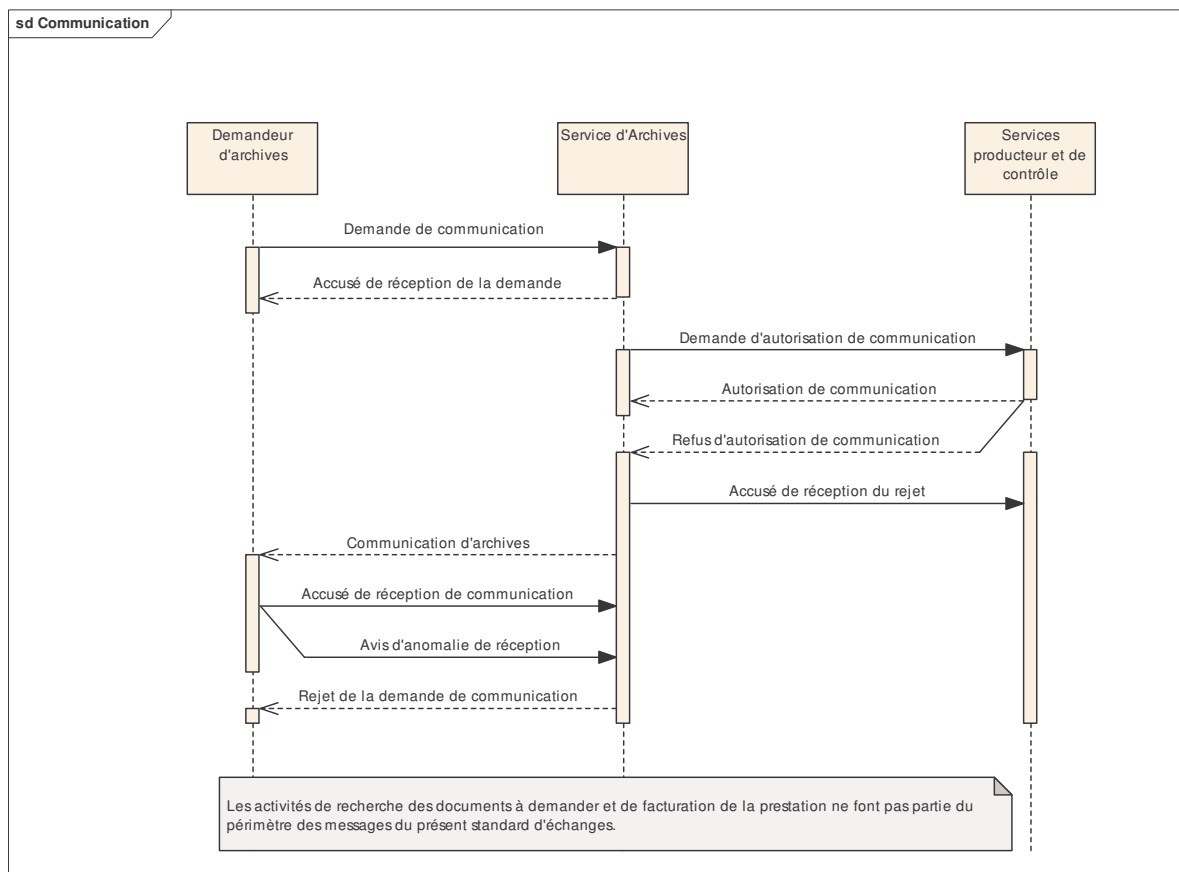 sd Communication
Demandeur
d'archives
Service d'Archives
Services
producteur et de
contrôle
Demande de communication
Accusé de réception de la demande
Demande d'autorisation de communication
Autorisation de communication
Refus d'autorisation de communication
Accusé de réception du rejet
Communication d'archives
Accusé de réception de communication
Avis d'anomalie de réception
Rejet de la demande de communication
Les activités de recherche des documents à demander et de facturation de la prestation ne font pas partie du
périmètre des messages du présent standard d'échanges.